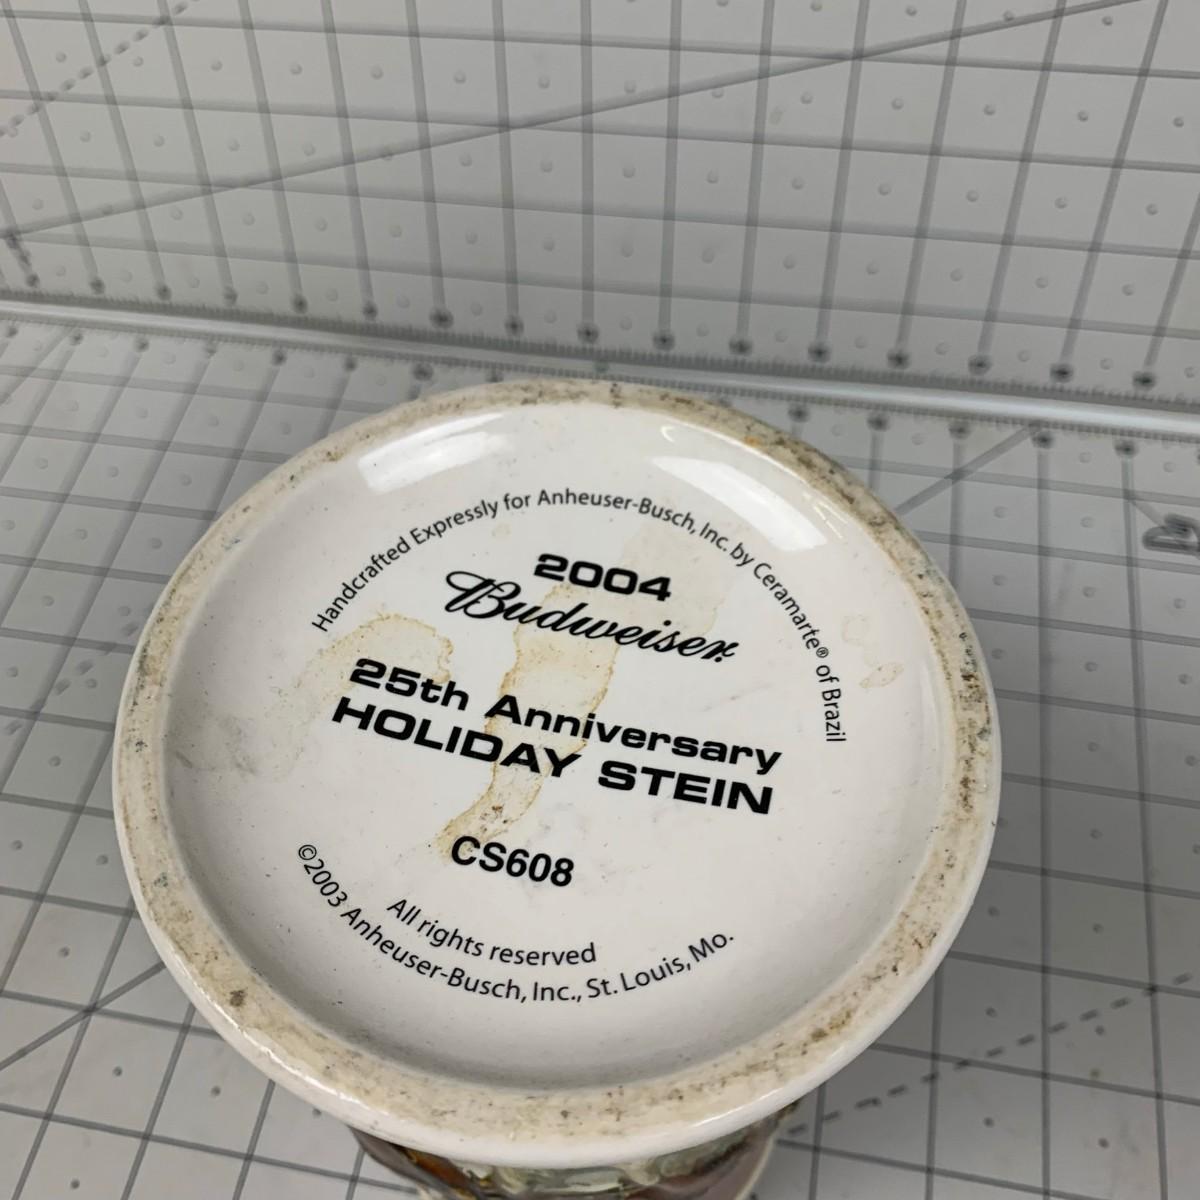 Handcrafted Expressly for Anheuser-Busch, Inc. by Ceramarte® of Brazil
2004
Budweiser
25th Anniversary
HOLIDAY STEIN
CS608
All rights reserved
©2003 Anheuser-Busch, Inc., St. Louis, Mo.